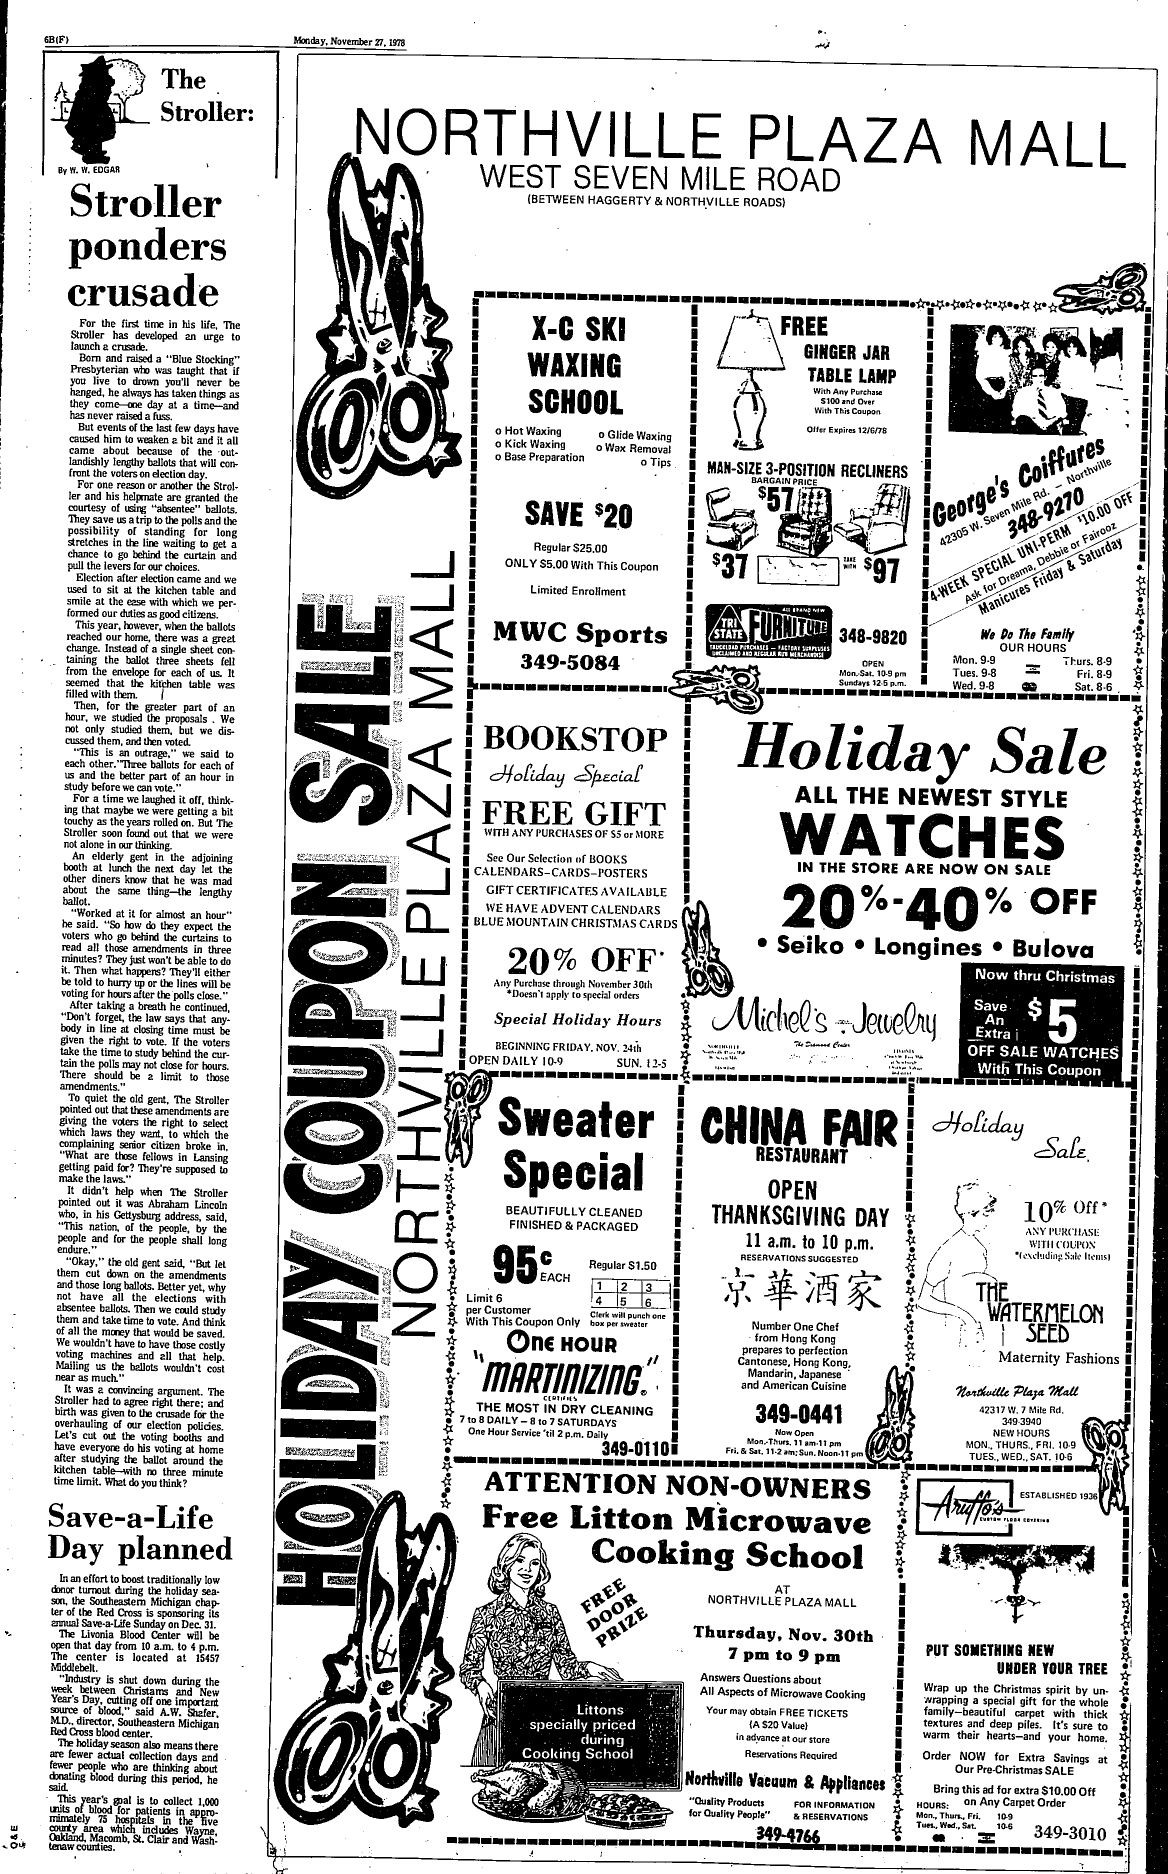 6B(F)
Monday, November 27, 1978
The
Stroller:
By W. W. EDGAR
Stroller
ponders
crusade
For the first time in his life, The
Stroller has developed an urge to
launch a crusade.
Born and raised a "Blue Stocking"
Presbyterian who was taught that if
you live to drown you'll never be
hanged, he always has taken things as
they come—one day at a time—and
has never raised a fuss.
But events of the last few days have
caused him to weaken a bit and it all
came about because of the out-
landishly lengthy ballots that will con-
front the voters on election day.
For one reason or another the Strol-
ler and his helpmate are granted the
courtesy of using "absentee" ballots.
They save us a trip to the polls and the
possibility of standing for long
stretches in the line waiting to get a
chance to go behind the curtain and
pull the levers for our choices.
Election after election came and we
used to sit at the kitchen table and
smile at the ease with which we per-
formed our duties as good citizens.
This year, however, when the ballots
reached our home, there was a great
change. Instead of a single sheet con-
taining the ballot three sheets fell
from the envelope for each of us. It
seemed that the kitchen table was
filled with them.
Then, for the greater part of an
hour, we studied the proposals . We
not only studied them, but we dis-
cussed them, and then voted.
"This is an outrage," we said to
each other."Three ballots for each of
us and the better part of an hour in
study before we can vote."
For a time we laughed it off, think-
ing that maybe we were getting a bit
touchy as the years rolled on. But The
Stroller soon found out that we were
not alone in our thinking.
An elderly gent in the adjoining
booth at lunch the next day let the
other diners know that he was mad
about the same thing—the lengthy
ballot.
"Worked at it for almost an hour"
he said. "So how do they expect the
voters who go behind the curtains to
read all those amendments in three
minutes? They just won't be able to do
it. Then what happens? They'll either
be told to hurry up or the lines will be
voting for hours after the polls close."
After taking a breath he continued,
"Don't forget, the law says that any-
body in line at closing time must be
given the right to vote. If the voters
take the time to study behind the cur-
tain the polls may not close for hours.
There should be a limit to those
amendments."
To quiet the old gent, The Stroller
pointed out that these amendments are
giving the voters the right to select
which laws they want, to which the
complaining senior citizen broke in,
"What are those fellows in Lansing
getting paid for? They're supposed to
make the laws."
It didn't help when The Stroller
pointed out it was Abraham Lincoln
who, in his Gettysburg address, said,
"This nation, of the people, by the
people and for the people shall long
endure."
"Okay," the old gent said, "But let
them cut down on the amendments
and those long ballots. Better yet, why
not have all the elections with
absentee ballots. Then we could study
them and take time to vote. And think
of all the money that would be saved.
We wouldn't have to have those costly
voting machines and all that help.
Mailing us the ballots wouldn't cost
near as much."
It was a convincing argument. The
Stroller had to agree right there; and
birth was given to the crusade for the
overhauling of our election policies.
Let's cut out the voting booths and
have everyone do his voting at home
after studying the ballot around the
kitchen table—with no three minute
time limit. What do you think?
Save-a-Life
Day planned
In an effort to boost traditionally low
donor turnout during the holiday sea-
son, the Southeastern Michigan chap-
ter of the Red Cross is sponsoring its
annual Save-a-Life Sunday on Dec. 31.
The Livonia Blood Center will be
open that day from 10 a.m. to 4 p.m.
The center is located at 15457
Middlebelt.
"Industry is shut down during the
week between Christams and New
Year's Day, cutting off one important
source of blood," said A.W. Shafer,
M.D., director, Southeastern Michigan
Red Cross blood center.
The holiday season also means there
are fewer actual collection days and
fewer people who are thinking about
donating blood during this period, he
said.
This year's goal is to collect 1,000
units of blood for patients in appro-
ximately 75 hospitals in the five
county area which includes Wayne,
Oakland, Macomb, St. Clair and Wash-
tenaw counties.
O&E
NORTHVILLE PLAZA MALL
WEST SEVEN MILE ROAD
(BETWEEN HAGGERTY & NORTHVILLE ROADS)
HOLIDAY COUPON SALE
NORTHVILLE PLAZA MALL
X-C SKI
WAXING
SCHOOL
o Hot Waxing
o Kick Waxing
o Base Preparation
o Glide Waxing
o Wax Removal
o Tips
SAVE $20
Regular $25.00
ONLY $5.00 With This Coupon
Limited Enrollment
MWC Sports
349-5084
FREE
GINGER JAR
TABLE LAMP
With Any Purchase
$100 and Over
With This Coupon
Offer Expires 12/6/78
MAN-SIZE 3-POSITION RECLINERS
BARGAIN PRICE
$57
$37
TAKE
WITH
$97
TRI
STATE
ALL BRAND NEW
FURNITURE
TRUCKLOAD PURCHASES — FACTORY SURPLUSES
UNCLAIMED AND REGULAR RUN MERCHANDISE
348-9820
OPEN
Mon.-Sat. 10-9 pm
Sundays 12-5 p.m.
George's Coiffures
42305 W. Seven Mile Rd. — Northville
348-9270
4-WEEK SPECIAL UNI-PERM $10.00 OFF
Ask for Dreama, Debbie or Fairooz
Manicures Friday & Saturday
We Do The Family
OUR HOURS
Mon. 9-9
Tues. 9-8
Wed. 9-8
Thurs. 8-9
Fri. 8-9
Sat. 8-6
BOOKSTOP
Holiday Special
FREE GIFT
WITH ANY PURCHASES OF $5 or MORE
See Our Selection of BOOKS
CALENDARS–CARDS–POSTERS
GIFT CERTIFICATES AVAILABLE
WE HAVE ADVENT CALENDARS
BLUE MOUNTAIN CHRISTMAS CARDS
20% OFF*
Any Purchase through November 30th
*Doesn't apply to special orders
Special Holiday Hours
BEGINNING FRIDAY, NOV. 24th
OPEN DAILY 10-9 SUN. 12-5
Holiday Sale
ALL THE NEWEST STYLE
WATCHES
IN THE STORE ARE NOW ON SALE
20%-40% OFF
• Seiko • Longines • Bulova
Michel's Jewelry
The Diamond Center
Now thru Christmas
Save
An
Extra
$5
OFF SALE WATCHES
With This Coupon
Sweater
Special
BEAUTIFULLY CLEANED
FINISHED & PACKAGED
95¢ EACH
Regular $1.50
1 2 3
4 5 6
Clerk will punch one
box per sweater
Limit 6
per Customer
With This Coupon Only
One HOUR
"MARTINIZING"®
CERTIFIES
THE MOST IN DRY CLEANING
7 to 8 DAILY – 8 to 7 SATURDAYS
One Hour Service 'til 2 p.m. Daily
349-0110
CHINA FAIR
RESTAURANT
OPEN
THANKSGIVING DAY
11 a.m. to 10 p.m.
RESERVATIONS SUGGESTED
京華酒家
Number One Chef
from Hong Kong
prepares to perfection
Cantonese, Hong Kong,
Mandarin, Japanese
and American Cuisine
349-0441
Now Open
Mon.-Thurs. 11 am-11 pm
Fri. & Sat. 11-2 am; Sun. Noon-11 pm
Holiday
Sale
10% Off*
ANY PURCHASE
WITH COUPON
*(excluding Sale Items)
THE
WATERMELON
SEED
Maternity Fashions
Northville Plaza Mall
42317 W. 7 Mile Rd.
349-3940
NEW HOURS
MON., THURS., FRI. 10-9
TUES., WED., SAT. 10-6
ATTENTION NON-OWNERS
Free Litton Microwave
Cooking School
FREE
DOOR
PRIZE
AT
NORTHVILLE PLAZA MALL
Thursday, Nov. 30th
7 pm to 9 pm
Answers Questions about
All Aspects of Microwave Cooking
Your may obtain FREE TICKETS
(A $20 Value)
in advance at our store
Reservations Required
Littons
specially priced
during
Cooking School
Northville Vacuum & Appliances
"Quality Products
for Quality People"
FOR INFORMATION
& RESERVATIONS
349-4766
Aruffo's
CUSTOM FLOOR COVERING
ESTABLISHED 1936
PUT SOMETHING NEW
UNDER YOUR TREE
Wrap up the Christmas spirit by un-
wrapping a special gift for the whole
family—beautiful carpet with thick
textures and deep piles. It's sure to
warm their hearts—and your home.
Order NOW for Extra Savings at
Our Pre-Christmas SALE
Bring this ad for extra $10.00 Off
on Any Carpet Order
HOURS:
Mon., Thurs., Fri. 10-9
Tues., Wed., Sat. 10-6
349-3010